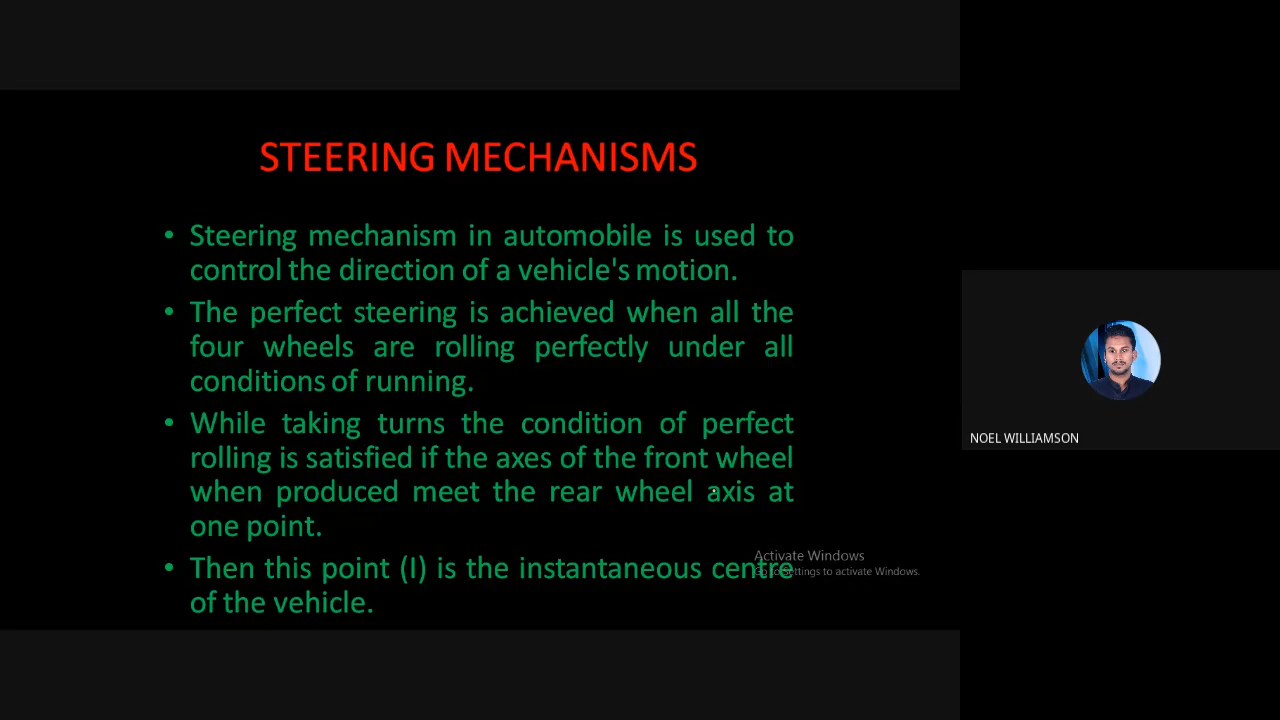 STEERING MECHANISMS
• Steering mechanism in automobile is used to
control the direction of a vehicle's motion.
• The perfect steering is achieved when all the
four wheels are rolling perfectly under all
conditions of running.
• While taking turns the condition of perfect
rolling is satisfied if the axes of the front wheel
when produced meet the rear wheel axis at
one point.
• Then this point (I) is the instantaneous centre
of the vehicle.
Activate Windows
Go to Settings to activate Windows.
NOEL WILLIAMSON